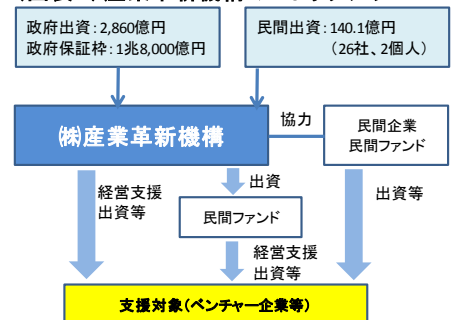 政府出資：2,860億円
政府保証枠：1兆8,000億円
民間出資：140.1億円
（26社、2個人）
㈱産業革新機構
協力
民間企業
民間ファンド
経営支援
出資等
出資
出資等
民間ファンド
経営支援
出資等
支援対象（ベンチャー企業等）